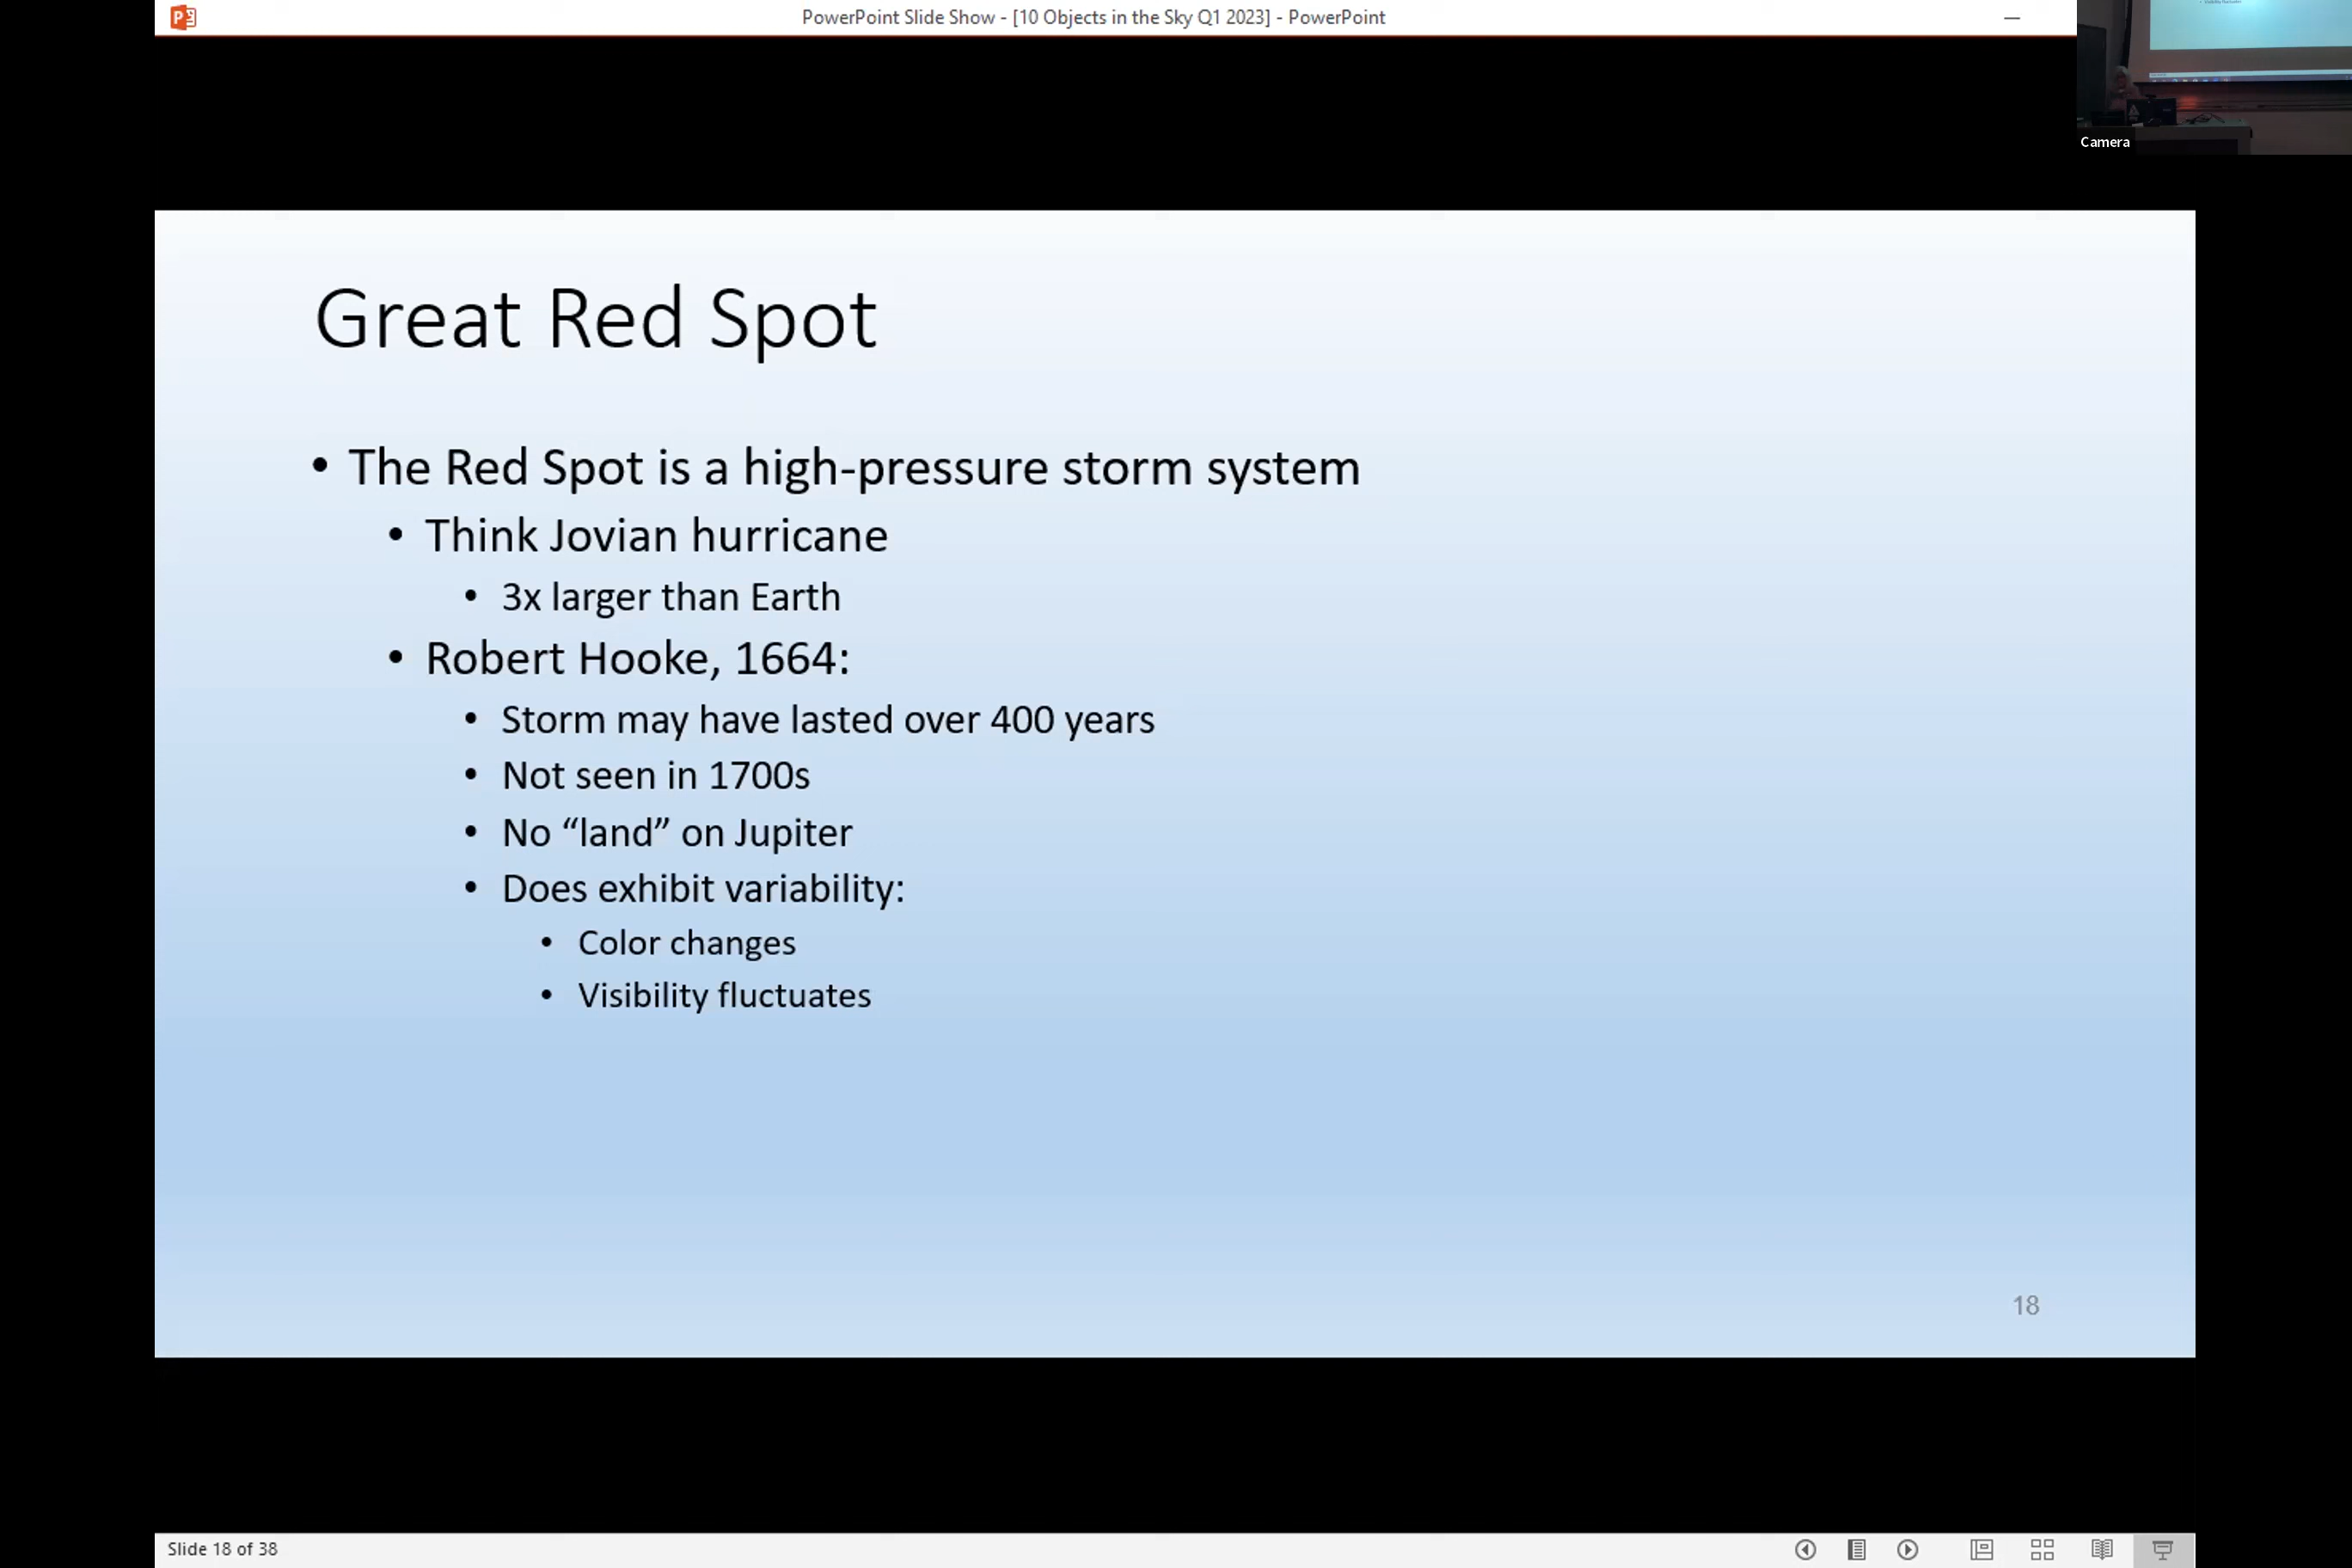 PowerPoint Slide Show - [10 Objects in the Sky Q1 2023] - PowerPoint
Camera
Great Red Spot
• The Red Spot is a high-pressure storm system
• Think Jovian hurricane
• 3x larger than Earth
• Robert Hooke, 1664:
• Storm may have lasted over 400 years
• Not seen in 1700s
• No “land” on Jupiter
• Does exhibit variability:
• Color changes
• Visibility fluctuates
18
Slide 18 of 38